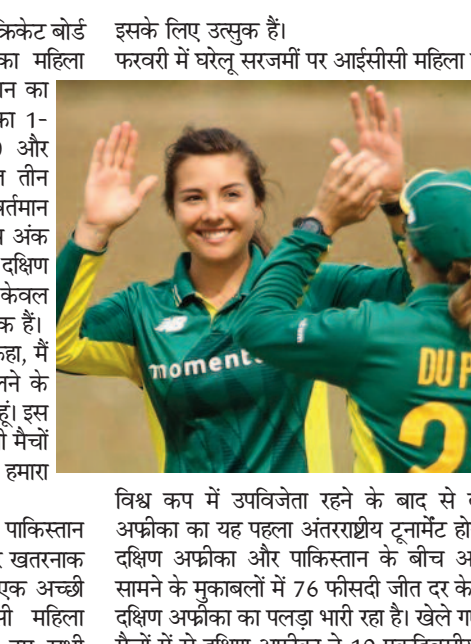 क्रिकेट बोर्ड
का महिला
का
का 1-
और
तीन
वर्तमान
अंक
दक्षिण
केवल
हैं।
कहा, मैं
के
हूं। इस
मैचों
हमारा
पाकिस्तान
खतरनाक
एक अच्छी
महिला
इसके लिए उत्सुक हैं।
फरवरी में घरेलू सरजमीं पर आईसीसी महिला
momentum
DU P
2
विश्व कप में उपविजेता रहने के बाद से
अफ्रीका का यह पहला अंतरराष्ट्रीय टूर्नामेंट
दक्षिण अफ्रीका और पाकिस्तान के बीच
सामने के मुकाबलों में 76 फीसदी जीत दर के
दक्षिण अफ्रीका का पलड़ा भारी रहा है। खेले